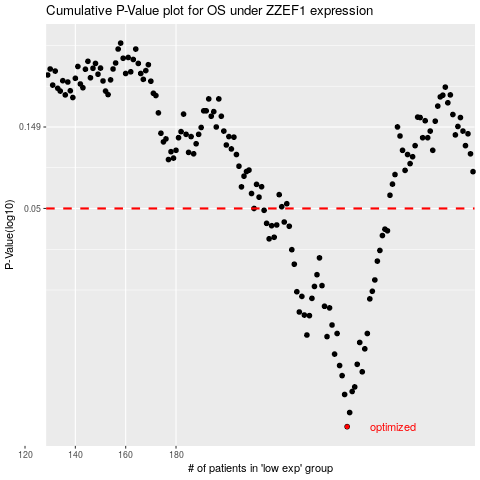 Cumulative P-Value plot for OS under ZZEF1 expression
P-Value(log10)
0.149
0.05
optimized
120 140 160 180
# of patients in 'low exp' group